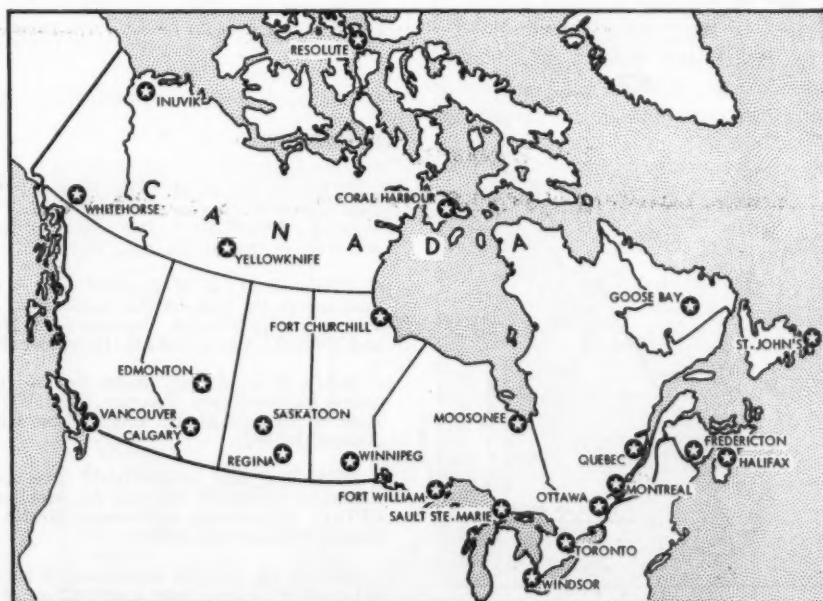 RESOLUTE
INUVIK
CORAL HARBOUR
WHITEHORSE
C A N A D A
YELLOWKNIFE
GOOSE BAY
FORT CHURCHILL
ST. JOHN'S
EDMONTON
VANCOUVER
SASKATOON
MOOSONEE
CALGARY
FREDERICTON
REGINA
WINNIPEG
QUEBEC
HALIFAX
FORT WILLIAM
MONTREAL
OTTAWA
SAULT STE. MARIE
TORONTO
WINDSOR